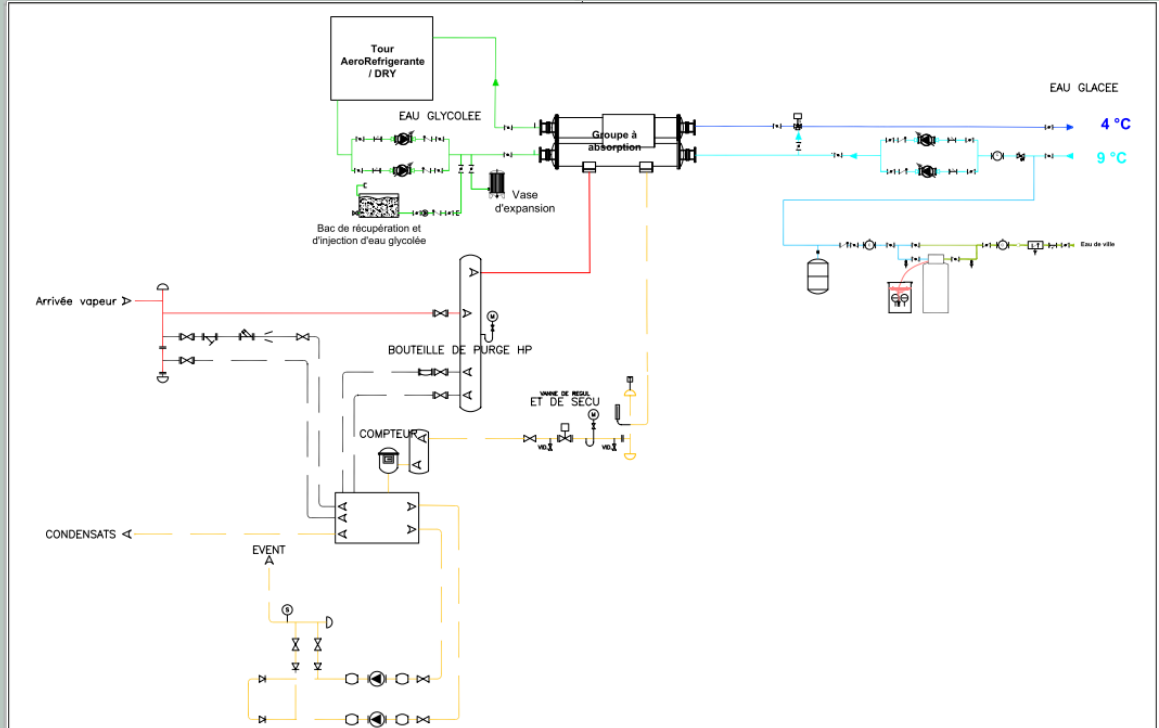 Tour
AeroRefrigerante
/ DRY
EAU GLYCOLEE
Groupe à
absorption
EAU GLACEE
4 °C
9 °C
Vase
d'expansion
Bac de récupération et
d'injection d'eau glycolée
Eau de ville
Arrivée vapeur
M
BOUTEILLE DE PURGE HP
VANNE DE REGUL
ET DE SECU
M
COMPTEUR
VID.
VID.
CONDENSATS
EVENT
S